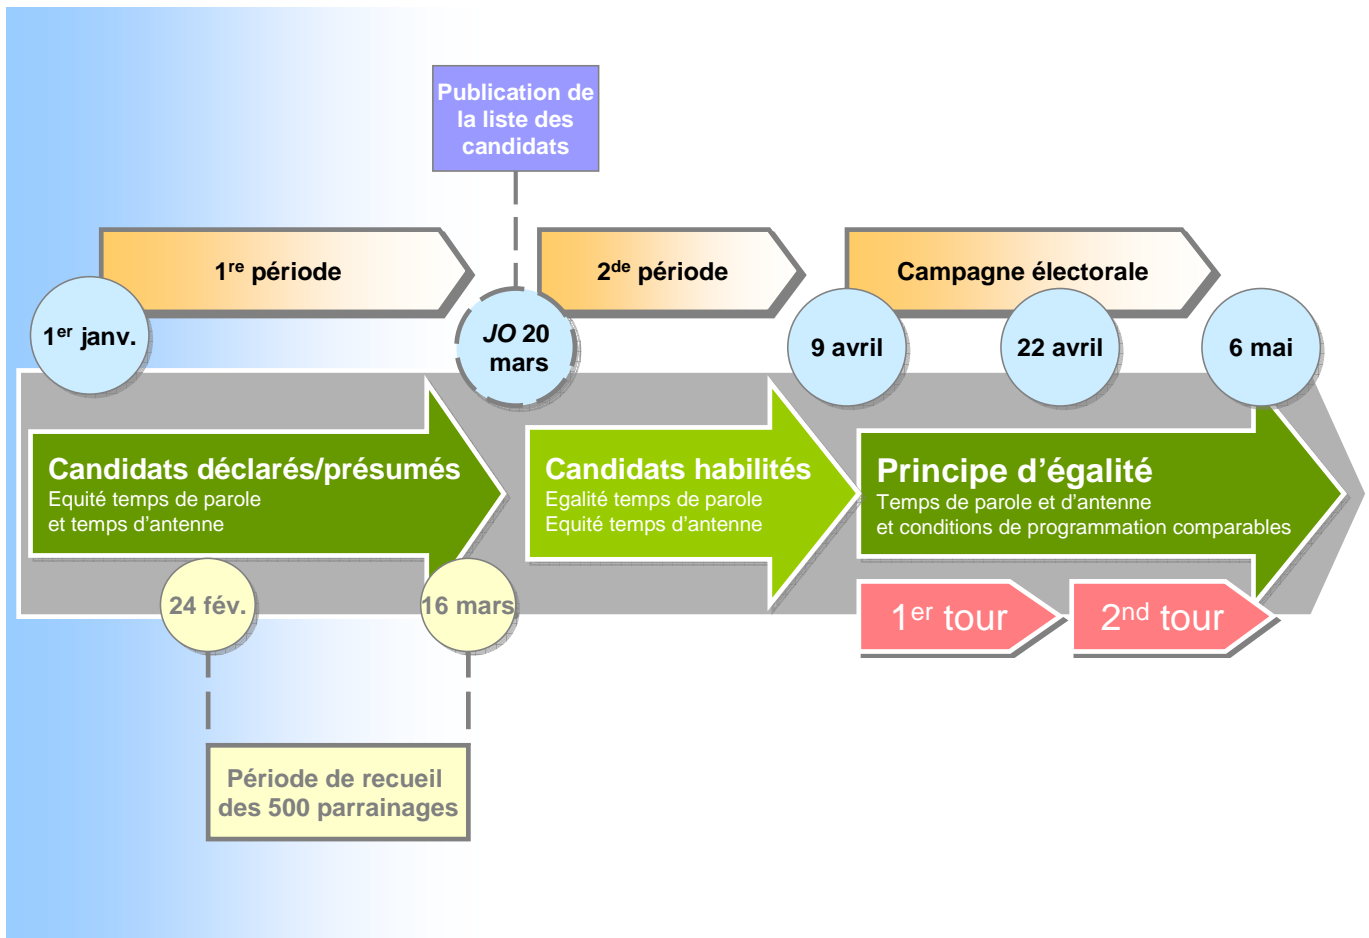 Publication de
la liste des
candidats
1re période
2de période
Campagne électorale
1er janv.
JO 20
mars
9 avril
22 avril
6 mai
Candidats déclarés/présumés
Equité temps de parole
et temps d'antenne
Candidats habilités
Egalité temps de parole
Equité temps d'antenne
Principe d'égalité
Temps de parole et d'antenne
et conditions de programmation comparables
24 fév.
16 mars
1er tour
2nd tour
Période de recueil
des 500 parrainages